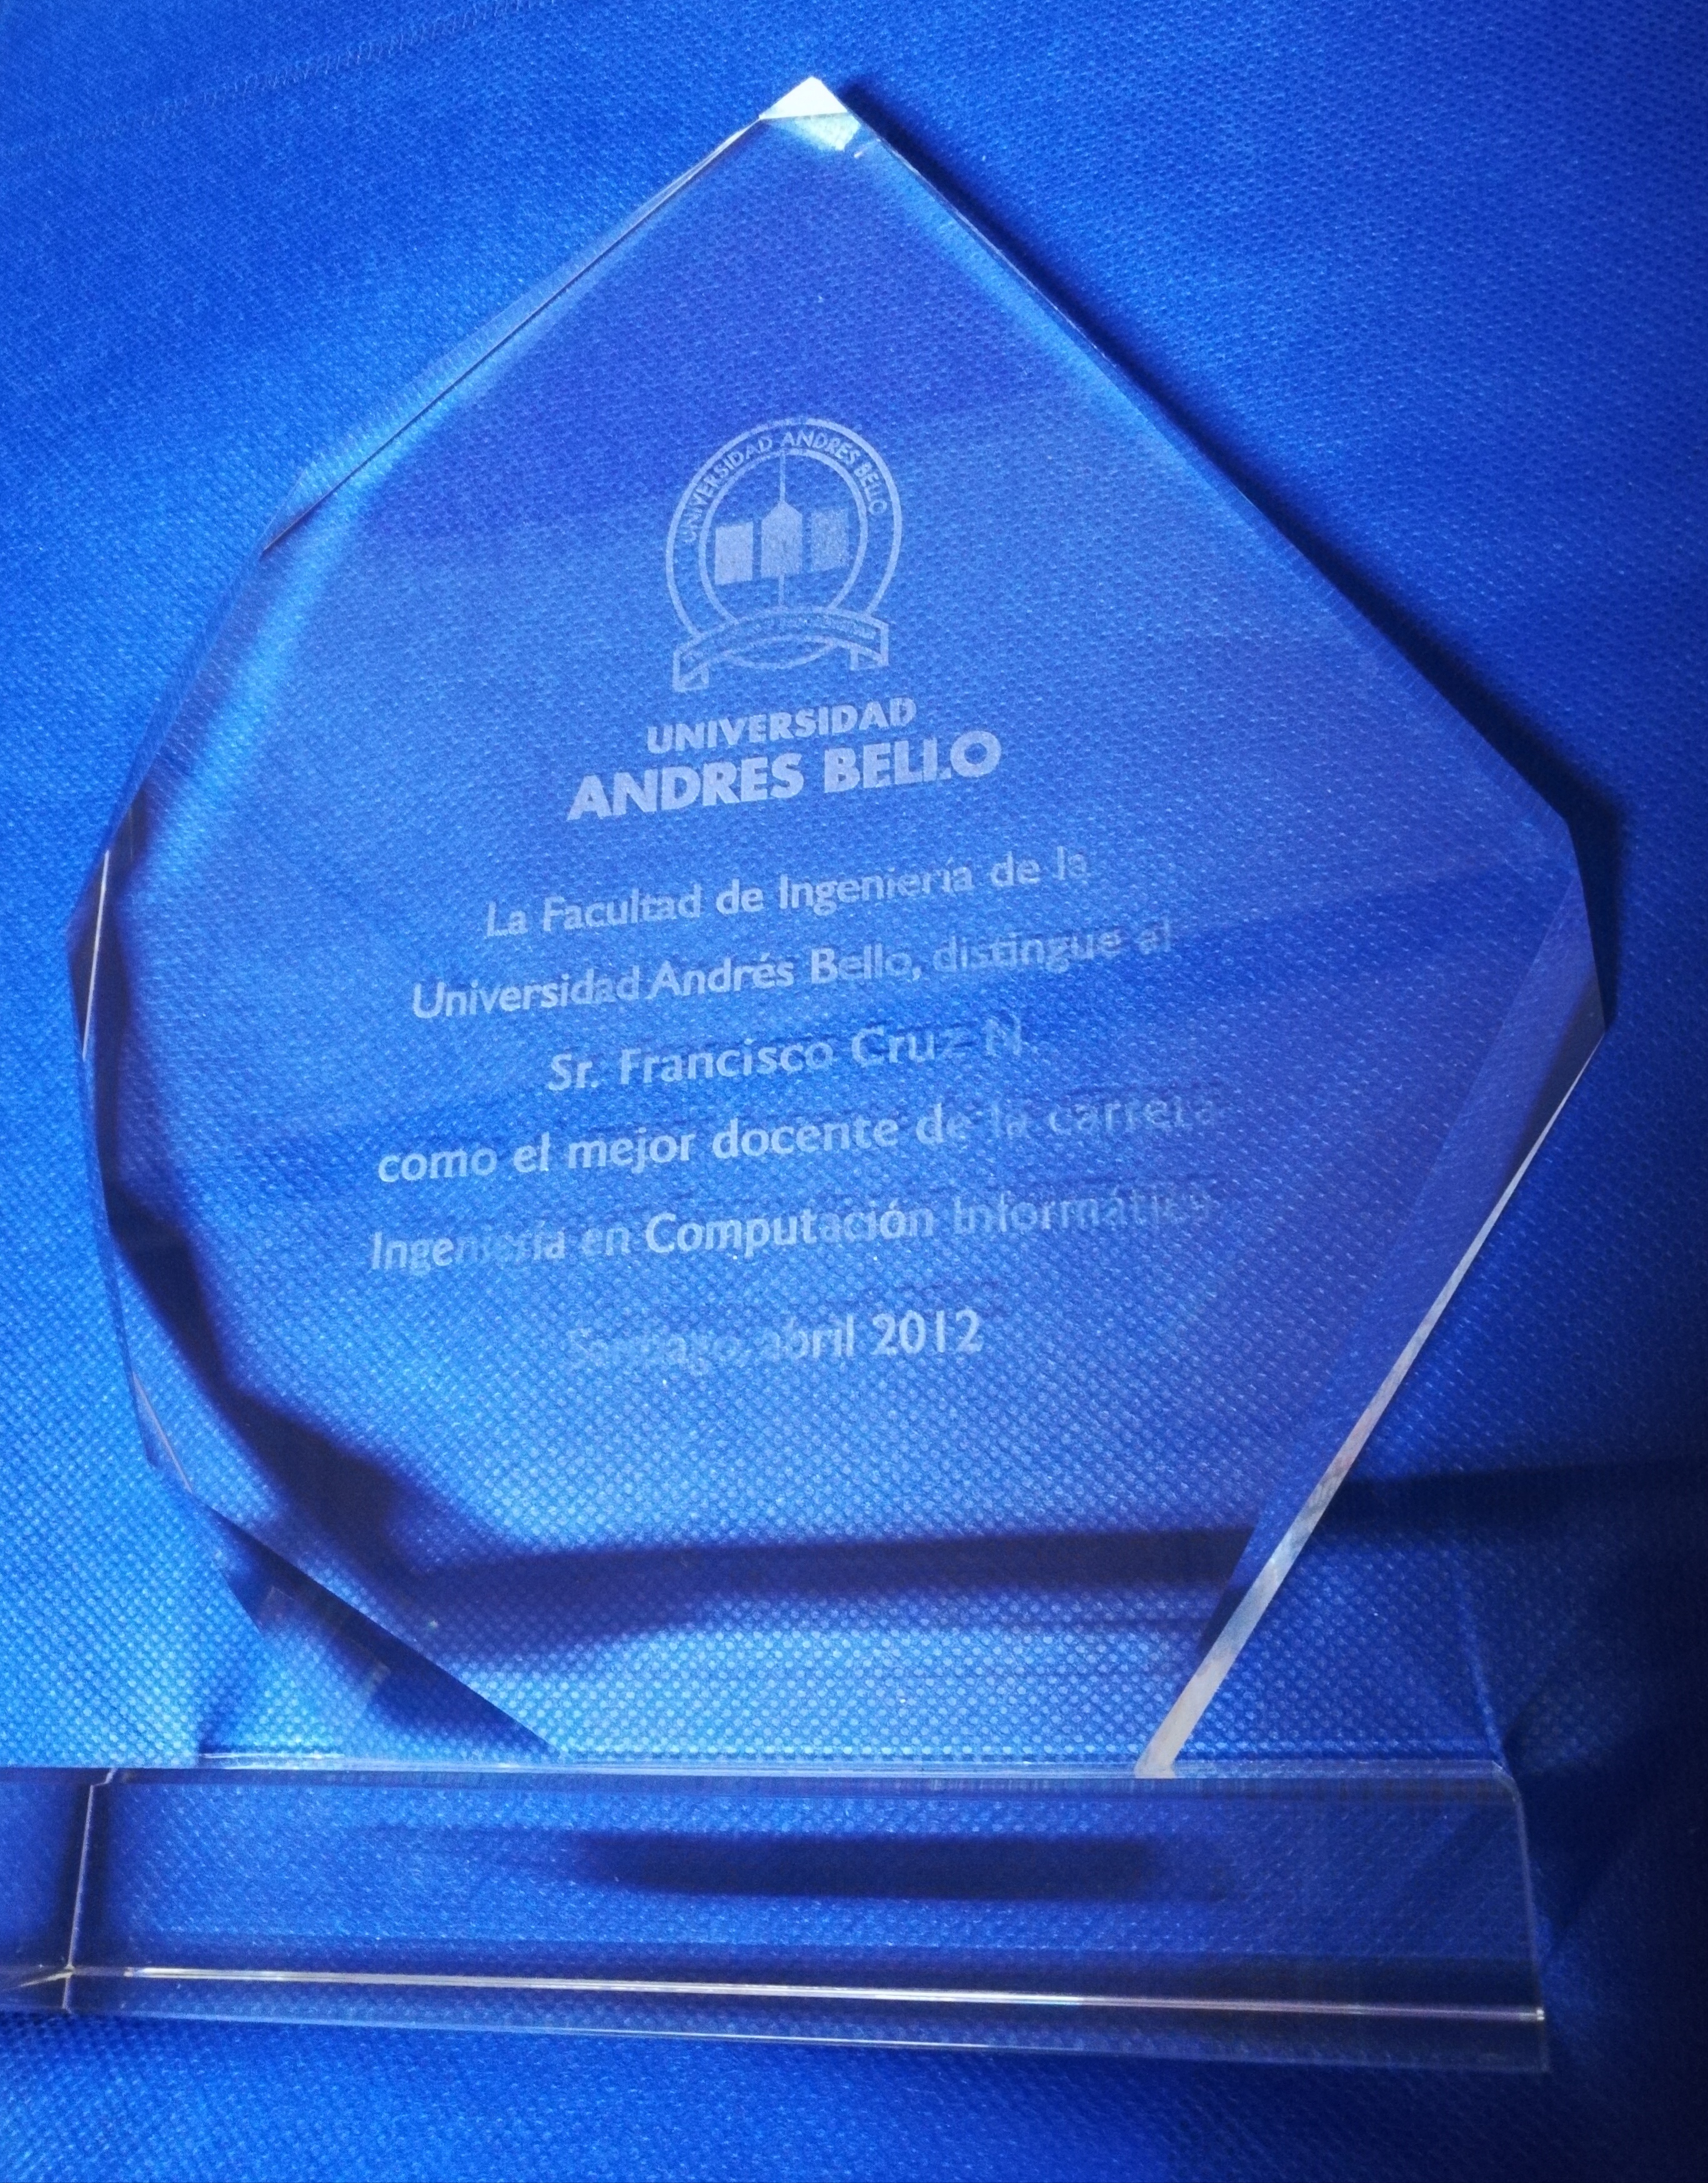 UNIVERSIDAD ANDRES BELLO
UNIVERSIDAD
ANDRES BELLO
La Facultad de Ingeniería de la
Universidad Andrés Bello, distingue al
Sr. Francisco Cruz N.
como el mejor docente de la carrera
Ingeniería en Computación Informática
Santiago, abril 2012